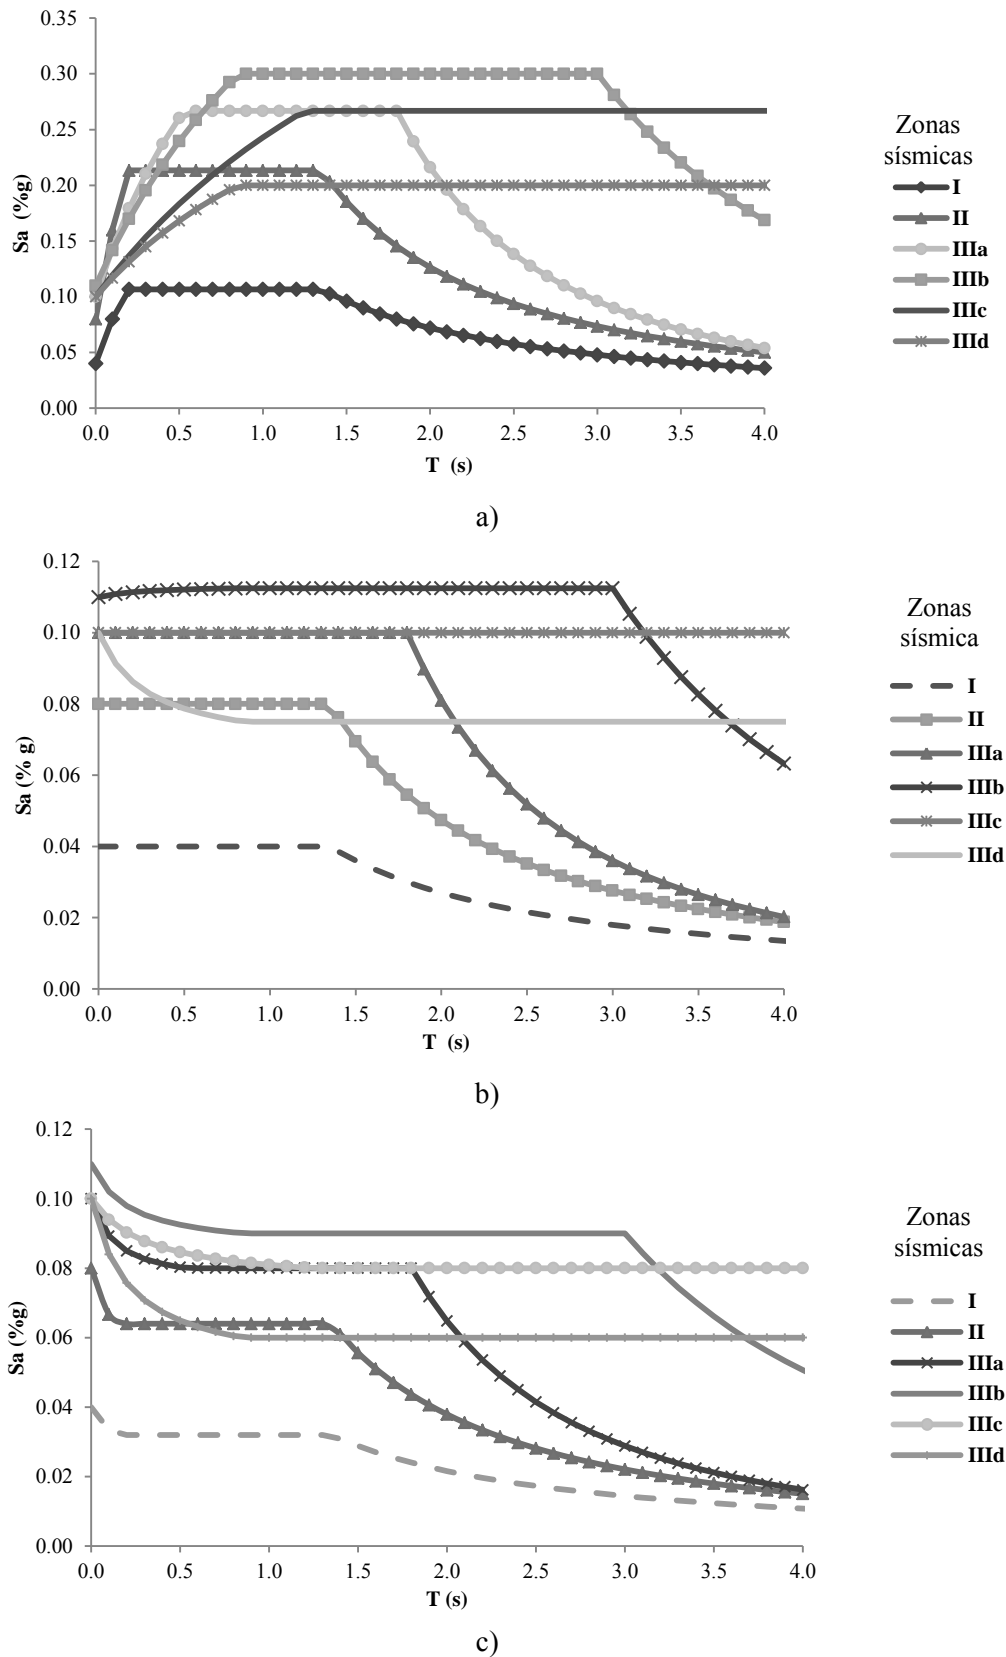 0.35
0.30
0.25
0.20
0.15
0.10
0.05
0.00
Sa (%g)
0.0 0.5 1.0 1.5 2.0 2.5 3.0 3.5 4.0
T (s)
Zonas
sísmicas
I
II
IIIa
IIIb
IIIc
IIId
a)
0.12
0.10
0.08
0.06
0.04
0.02
0.00
Sa (% g)
0.0 0.5 1.0 1.5 2.0 2.5 3.0 3.5 4.0
T (s)
Zonas
sísmica
I
II
IIIa
IIIb
IIIc
IIId
b)
0.12
0.10
0.08
0.06
0.04
0.02
0.00
Sa (%g)
0.0 0.5 1.0 1.5 2.0 2.5 3.0 3.5 4.0
T (s)
Zonas
sísmicas
I
II
IIIa
IIIb
IIIc
IIId
c)